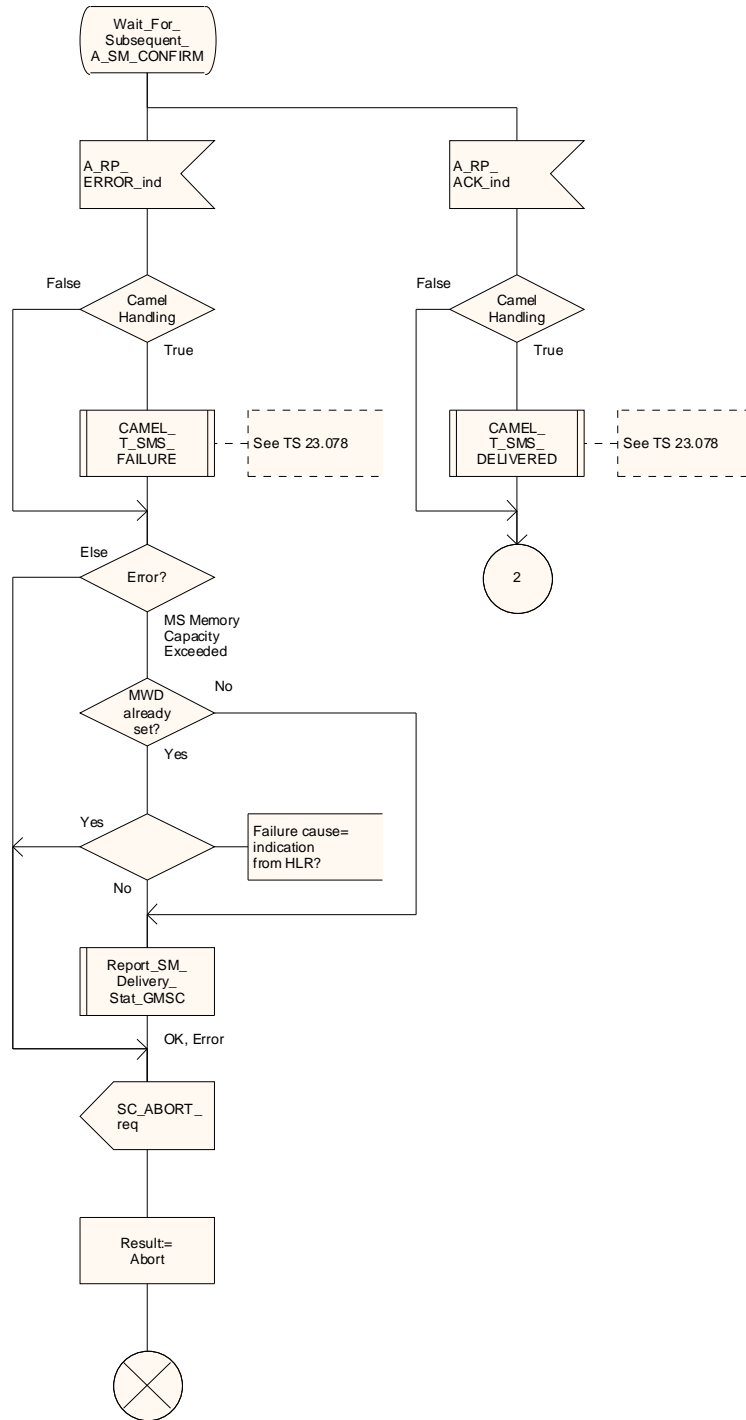 Wait_For_
Subsequent_
A_SM_CONFIRM
A_RP_
ERROR_ind
A_RP_
ACK_ind
False
Camel
Handling
True
False
Camel
Handling
True
CAMEL_
T_SMS_
FAILURE
See TS 23.078
CAMEL_
T_SMS_
DELIVERED
See TS 23.078
Else
Error?
2
MS Memory
Capacity
Exceeded
MWD
already
set?
No
Yes
Yes
Failure cause=
indication
from HLR?
No
Report_SM_
Delivery_
Stat_GMSC
OK, Error
SC_ABORT_
req
Result:=
Abort